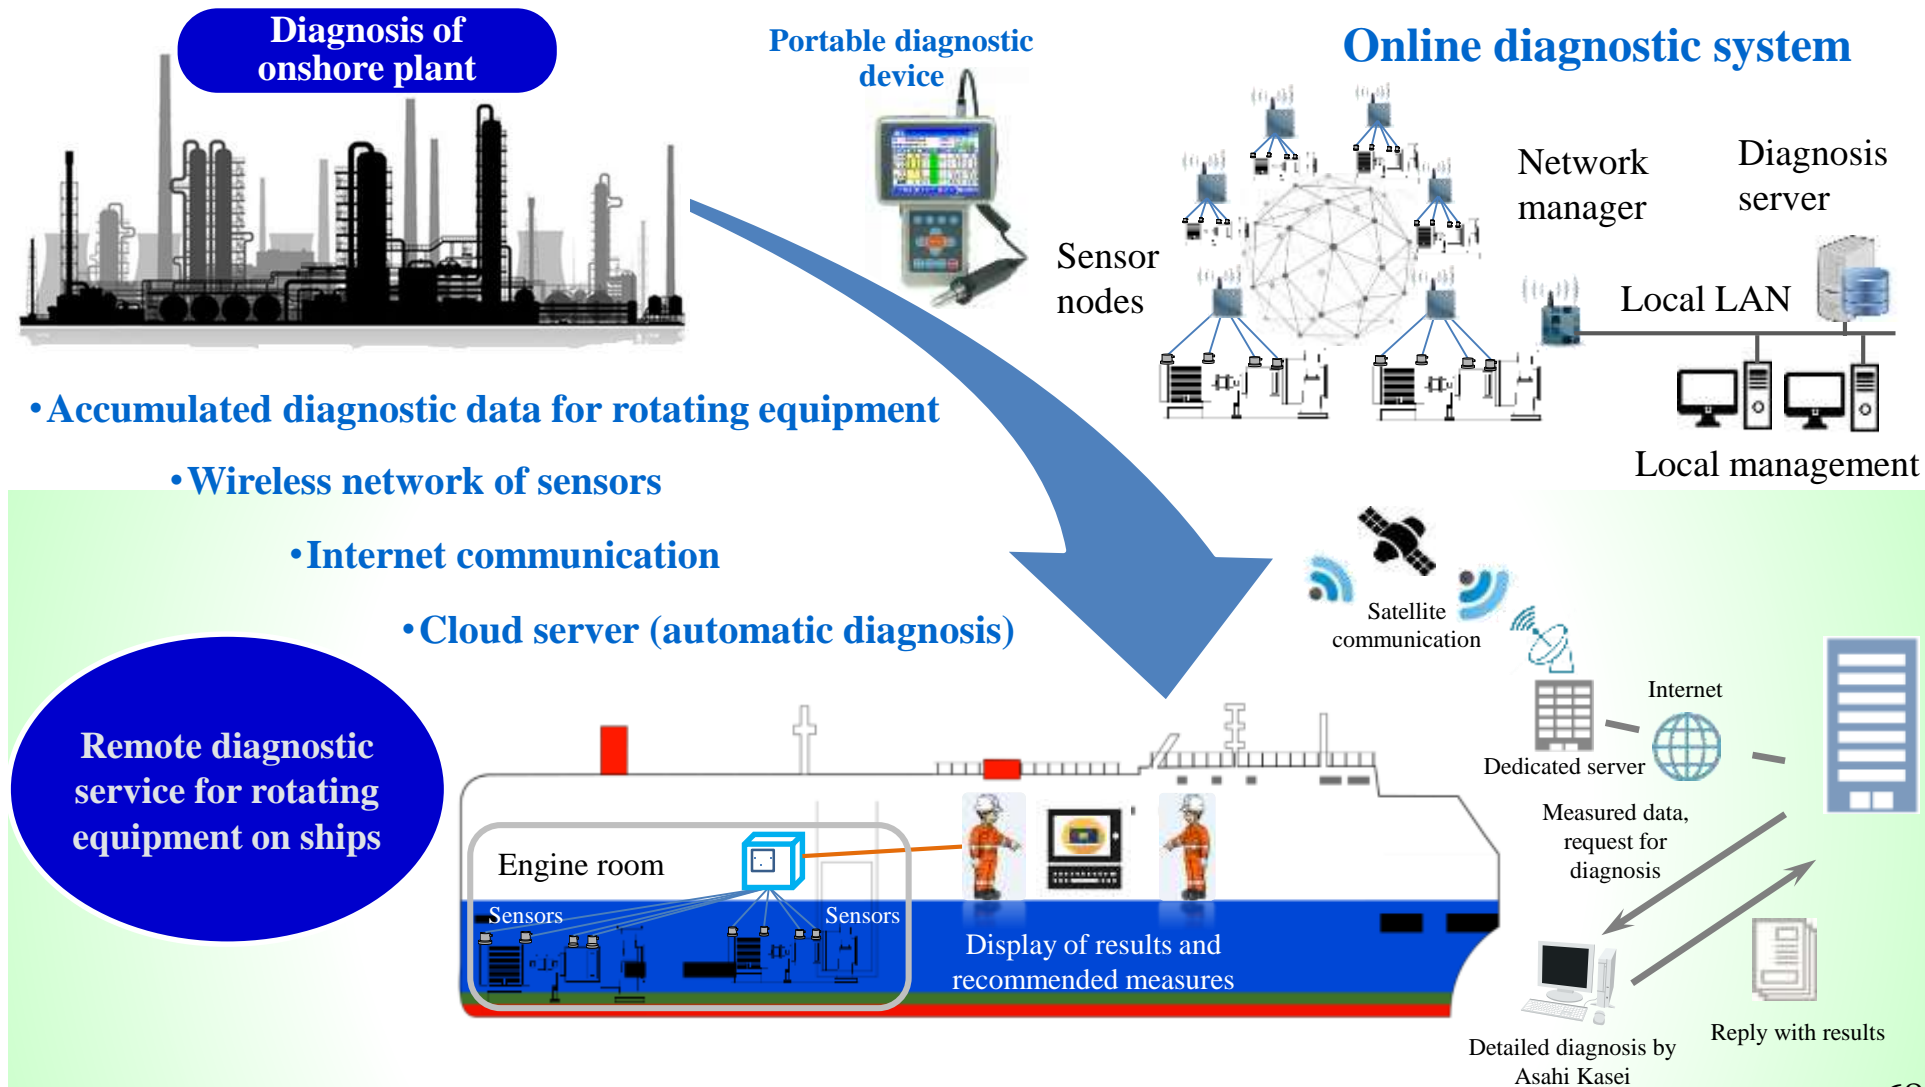 Diagnosis of
onshore plant
Portable diagnostic
device
Online diagnostic system
Network
manager
Diagnosis
server
Sensor
nodes
Local LAN
Local management
•Accumulated diagnostic data for rotating equipment
•Wireless network of sensors
•Internet communication
•Cloud server (automatic diagnosis)
Satellite
communication
Internet
Dedicated server
Remote diagnostic
service for rotating
equipment on ships
Engine room
Sensors
Sensors
Display of results and
recommended measures
Measured data,
request for
diagnosis
Reply with results
Detailed diagnosis by
Asahi Kasei